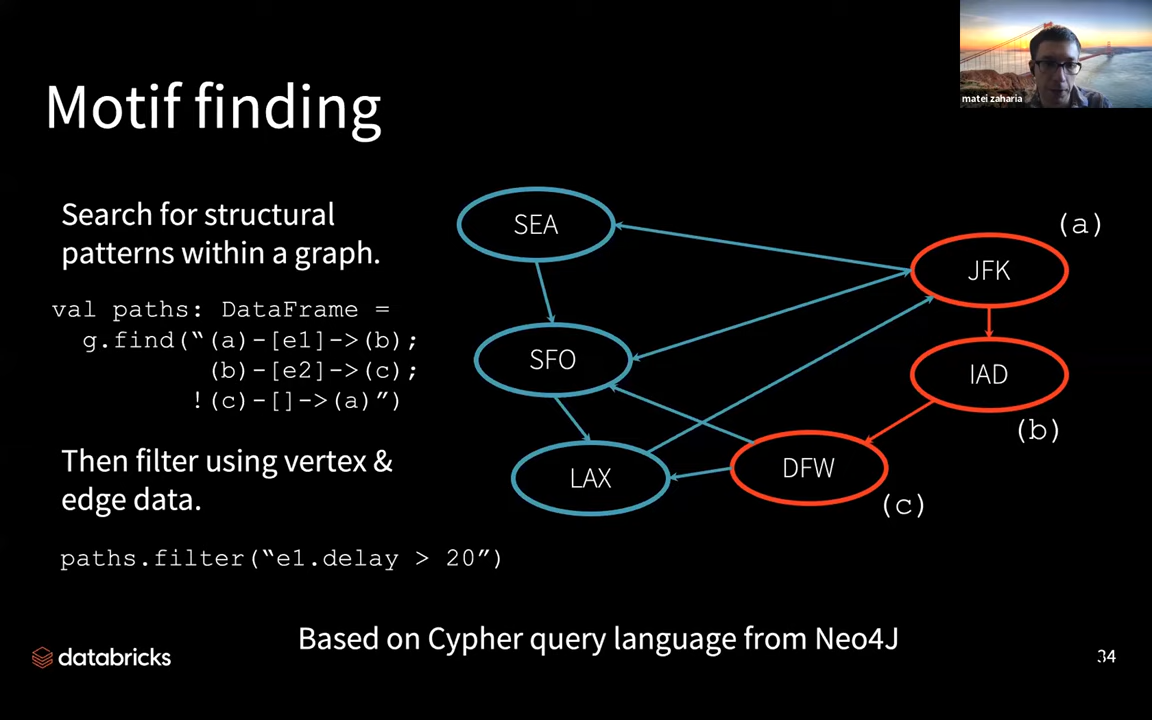 matei zaharia
Motif finding
Search for structural
patterns within a graph.
val paths: DataFrame =
g.find(“(a)-[e1]->(b);
(b)-[e2]->(c);
!(c)-[]->(a)”)
Then filter using vertex &
edge data.
paths.filter(“e1.delay > 20”)
SEA
(a)
JFK
SFO
IAD
(b)
DFW
LAX
(c)
Based on Cypher query language from Neo4J
databricks
34